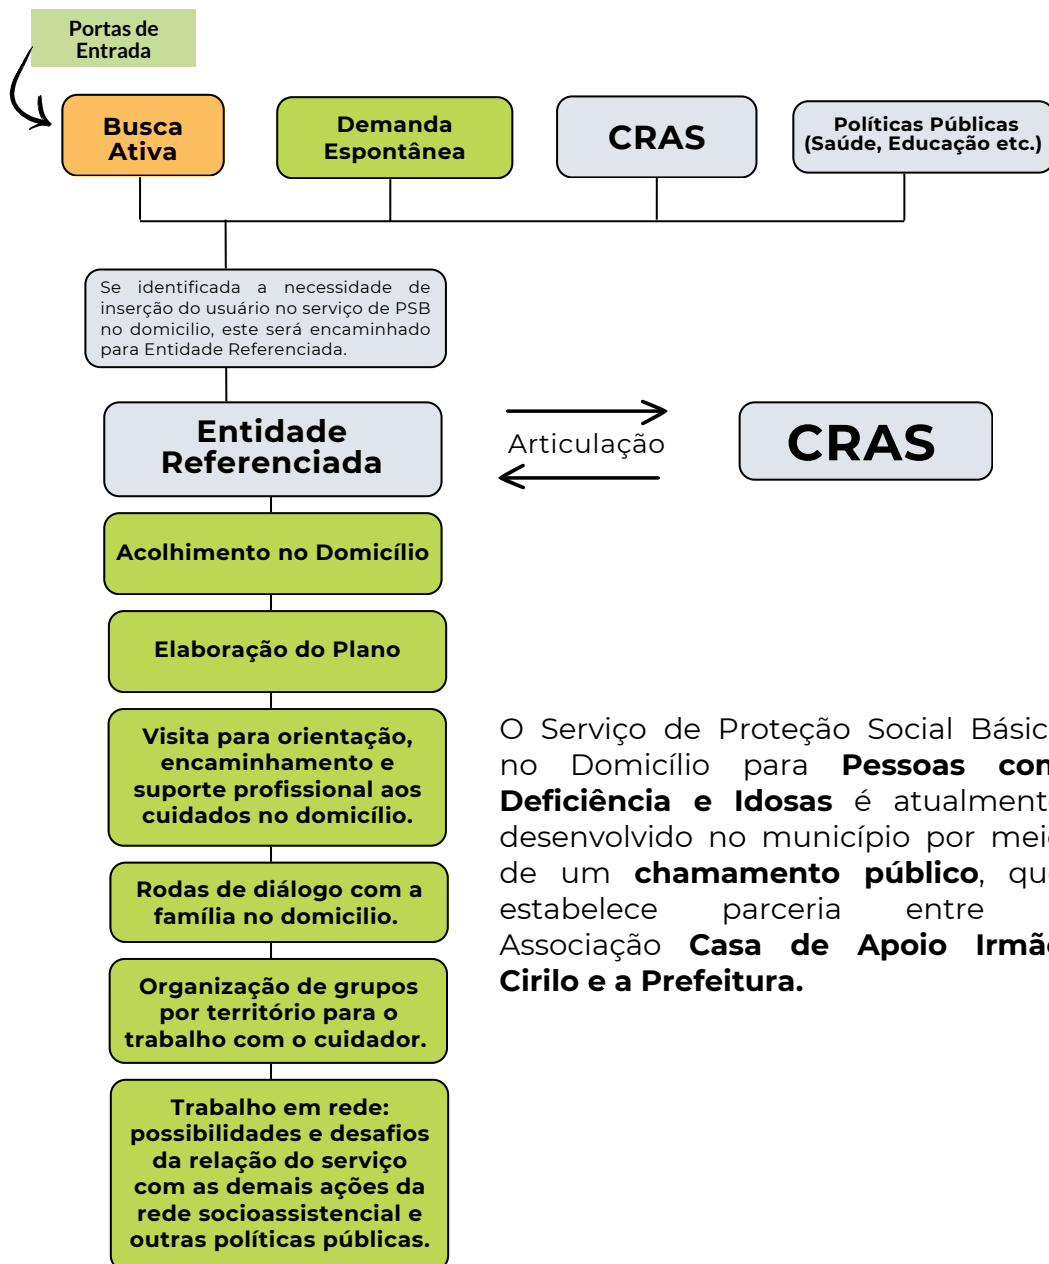 Portas de
Entrada
Busca
Ativa
Demanda
Espontânea
CRAS
Políticas Públicas
(Saúde, Educação etc.)
Se identificada a necessidade de
inserção do usuário no serviço de PSB
no domicilio, este será encaminhado
para Entidade Referenciada.
Entidade
Referenciada
Articulação
CRAS
Acolhimento no Domicílio
Elaboração do Plano
Visita para orientação,
encaminhamento e
suporte profissional aos
cuidados no domicílio.
Rodas de diálogo com a
família no domicilio.
Organização de grupos
por território para o
trabalho com o cuidador.
Trabalho em rede:
possibilidades e desafios
da relação do serviço
com as demais ações da
rede socioassistencial e
outras políticas públicas.
O Serviço de Proteção Social Básic
no Domicílio para Pessoas con
Deficiência e Idosas é atualment
desenvolvido no município por mei
de um chamamento público, qu
estabelece parceria entre
Associação Casa de Apoio Irmã
Cirilo e a Prefeitura.